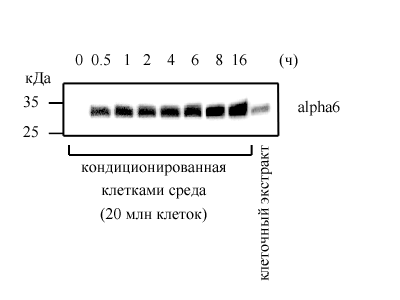 0 0.5 1 2 4 6 8 16 (ч)
кДа
35
alpha6
25
кондиционированная
клетками среда
(20 млн клеток)
клеточный экстракт